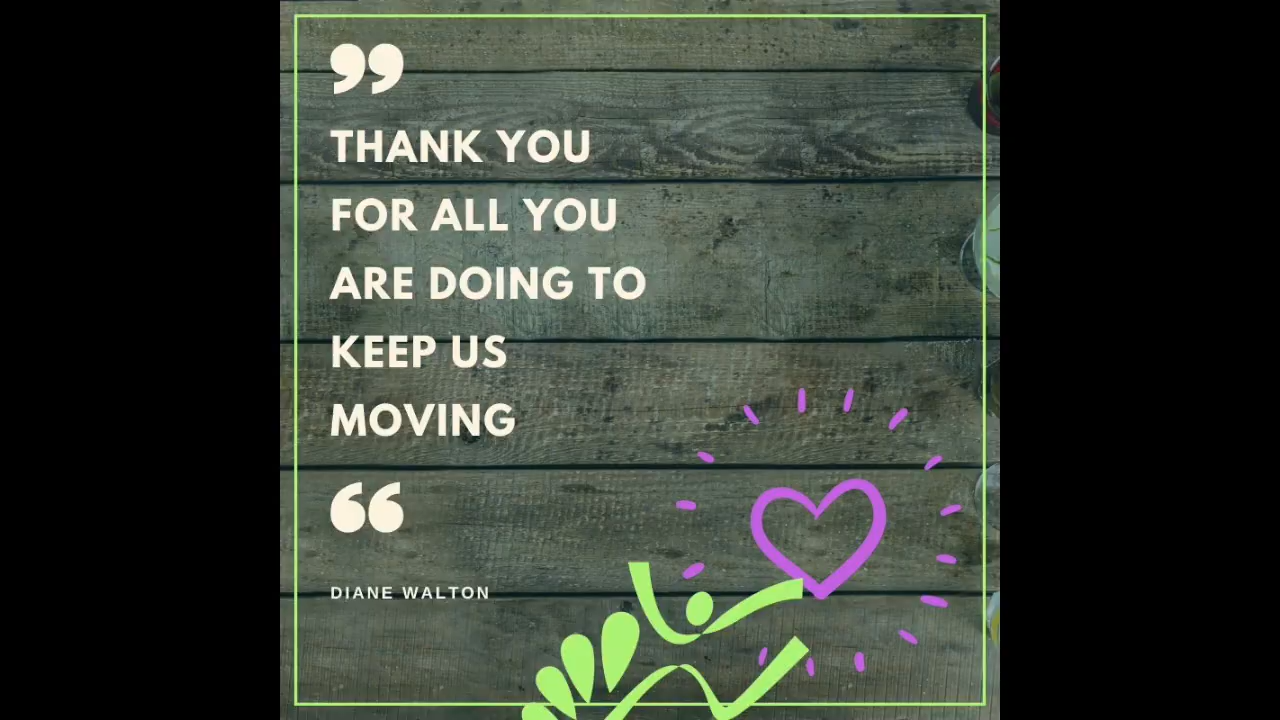 ”
THANK YOU
FOR ALL YOU
ARE DOING TO
KEEP US
MOVING
“
DIANE WALTON